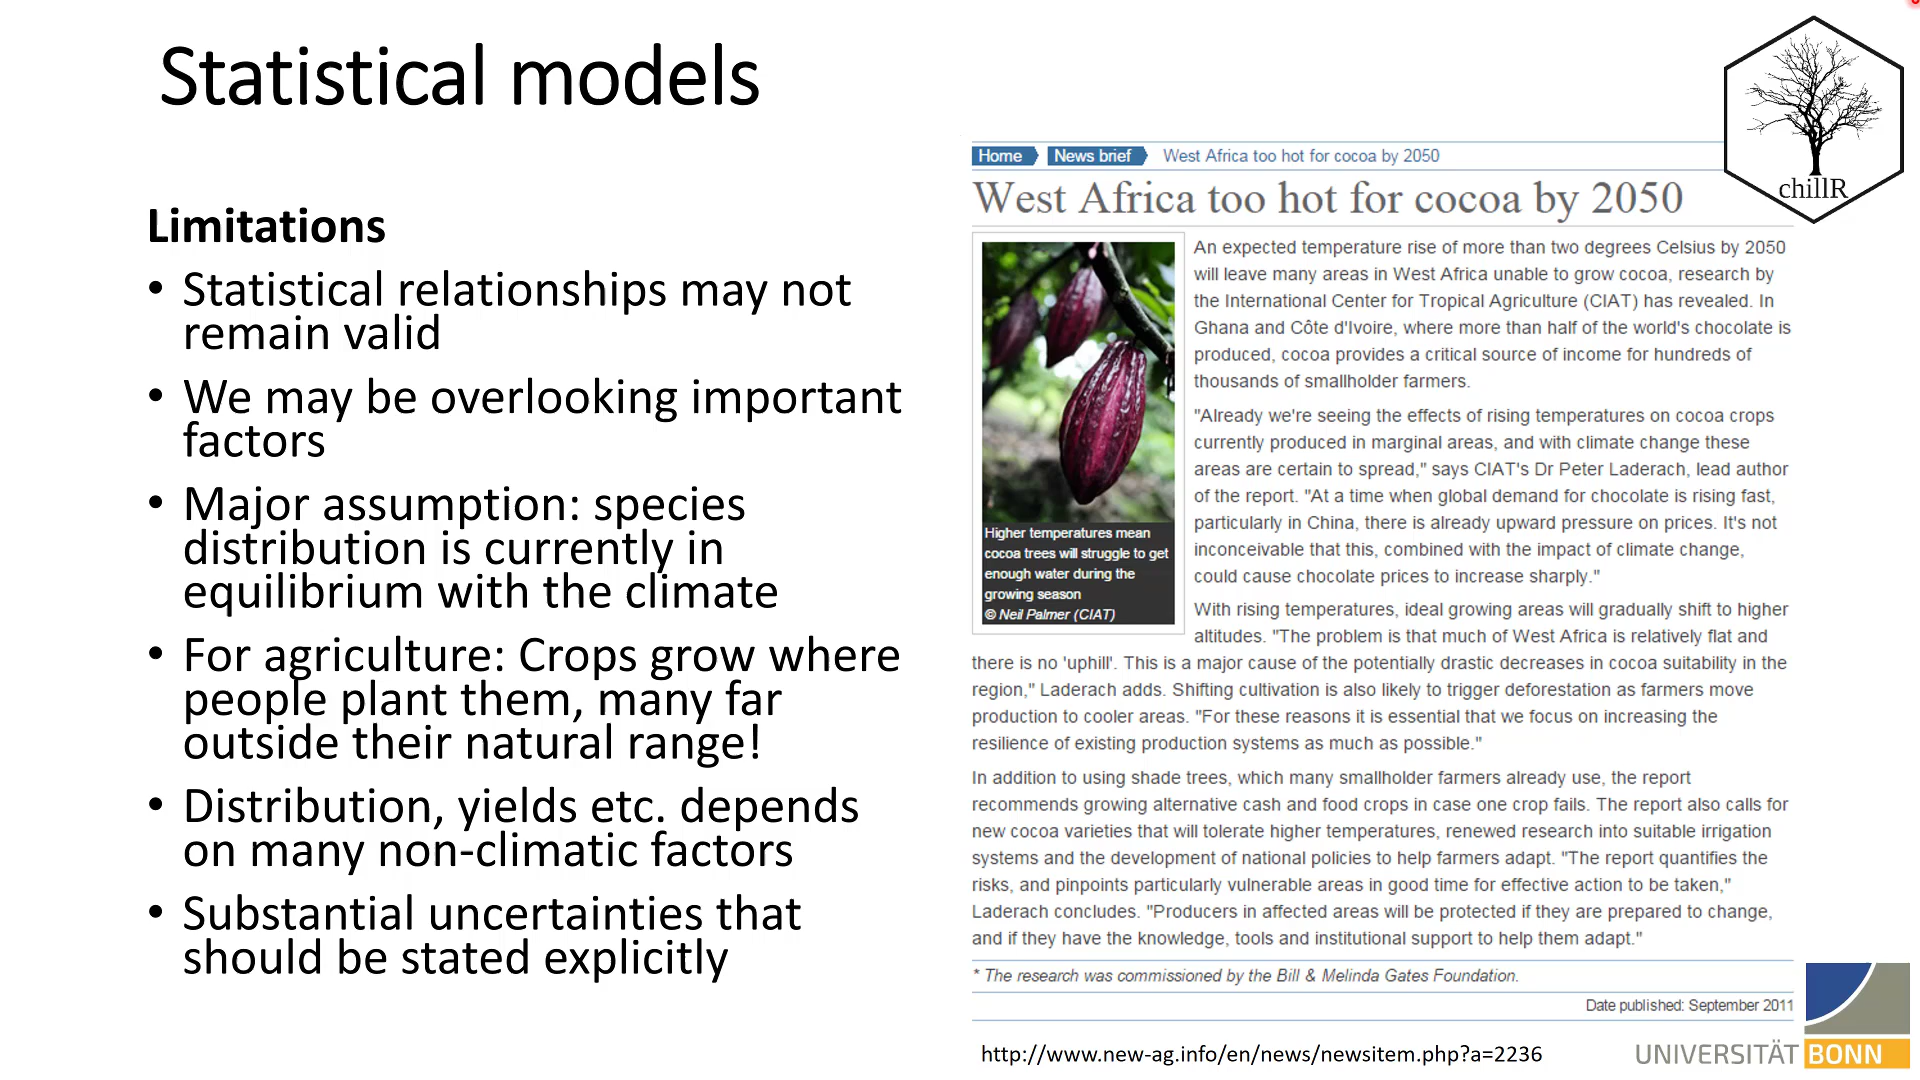 Statistical models
Limitations
• Statistical relationships may not
remain valid
• We may be overlooking important
factors
• Major assumption: species
distribution is currently in
equilibrium with the climate
• For agriculture: Crops grow where
people plant them, many far
outside their natural range!
• Distribution, yields etc. depends
on many non-climatic factors
• Substantial uncertainties that
should be stated explicitly
chillR
Home News brief West Africa too hot for cocoa by 2050
West Africa too hot for cocoa by 2050
Higher temperatures mean
cocoa trees will struggle to get
enough water during the
growing season
© Neil Palmer (CIAT)
An expected temperature rise of more than two degrees Celsius by 2050
will leave many areas in West Africa unable to grow cocoa, research by
the International Center for Tropical Agriculture (CIAT) has revealed. In
Ghana and Côte d'Ivoire, where more than half of the world's chocolate is
produced, cocoa provides a critical source of income for hundreds of
thousands of smallholder farmers.
"Already we're seeing the effects of rising temperatures on cocoa crops
currently produced in marginal areas, and with climate change these
areas are certain to spread," says CIAT's Dr Peter Laderach, lead author
of the report. "At a time when global demand for chocolate is rising fast,
particularly in China, there is already upward pressure on prices. It's not
inconceivable that this, combined with the impact of climate change,
could cause chocolate prices to increase sharply."
With rising temperatures, ideal growing areas will gradually shift to higher
altitudes. "The problem is that much of West Africa is relatively flat and
there is no 'uphill'. This is a major cause of the potentially drastic decreases in cocoa suitability in the
region," Laderach adds. Shifting cultivation is also likely to trigger deforestation as farmers move
production to cooler areas. "For these reasons it is essential that we focus on increasing the
resilience of existing production systems as much as possible."
In addition to using shade trees, which many smallholder farmers already use, the report
recommends growing alternative cash and food crops in case one crop fails. The report also calls for
new cocoa varieties that will tolerate higher temperatures, renewed research into suitable irrigation
systems and the development of national policies to help farmers adapt. "The report quantifies the
risks, and pinpoints particularly vulnerable areas in good time for effective action to be taken,"
Laderach concludes. "Producers in affected areas will be protected if they are prepared to change,
and if they have the knowledge, tools and institutional support to help them adapt."
* The research was commissioned by the Bill & Melinda Gates Foundation.
Date published: September 2011
http://www.new-ag.info/en/news/newsitem.php?a=2236
UNIVERSITÄT BONN